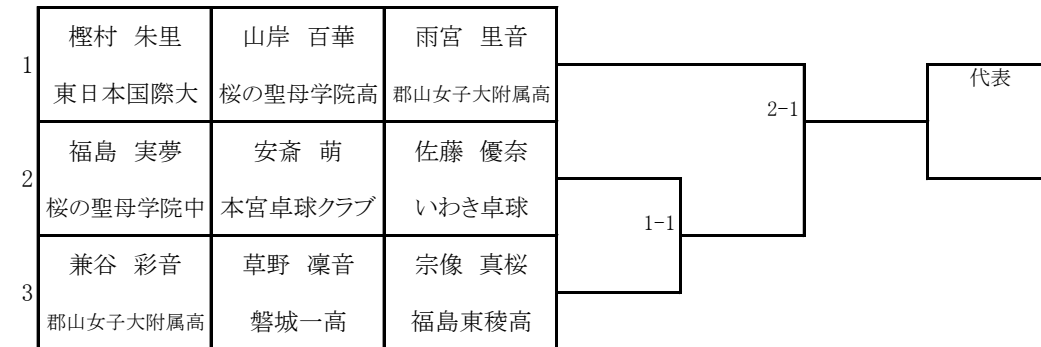 1
樫村 朱里 山岸 百華 雨宮 里音
東日本国際大 桜の聖母学院高 郡山女子大附属高
2
福島 実夢 安斎 萌 佐藤 優奈
桜の聖母学院中 本宮卓球クラブ いわき卓球
3
兼谷 彩音 草野 凜音 宗像 真桜
郡山女子大附属高 磐城一高 福島東稜高
1-1
2-1
代表